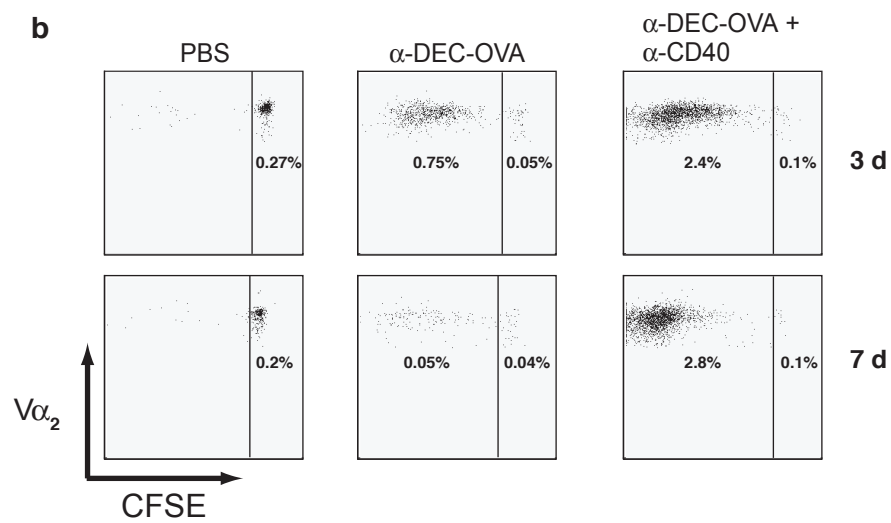 b
PBS
α-DEC-OVA
α-DEC-OVA +
α-CD40
0.27%
0.75%
0.05%
2.4%
0.1%
3 d
0.2%
0.05%
0.04%
2.8%
0.1%
7 d
Vα₂
CFSE